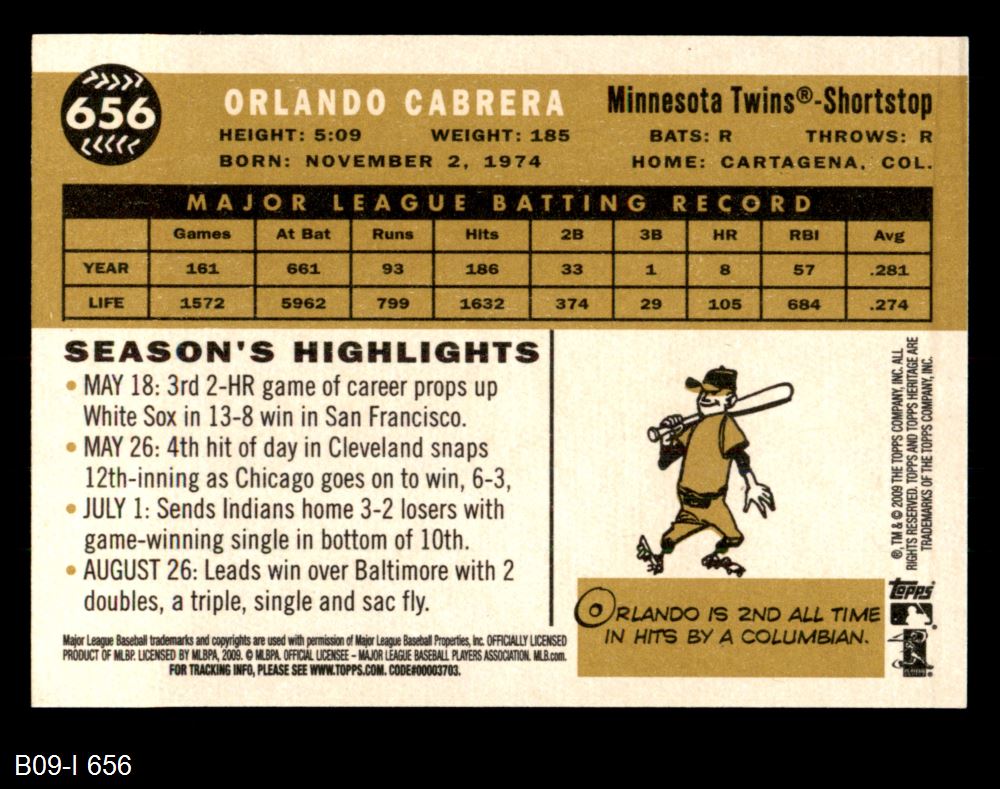 656
ORLANDO CABRERA
Minnesota Twins®-Shortstop
HEIGHT: 5:09 WEIGHT: 185 BATS: R THROWS: R
BORN: NOVEMBER 2, 1974 HOME: CARTAGENA, COL.
MAJOR LEAGUE BATTING RECORD
Games At Bat Runs Hits 2B 3B HR RBI Avg
YEAR 161 661 93 186 33 1 8 57 .281
LIFE 1572 5962 799 1632 374 29 105 684 .274
SEASON'S HIGHLIGHTS
• MAY 18: 3rd 2-HR game of career props up
White Sox in 13-8 win in San Francisco.
• MAY 26: 4th hit of day in Cleveland snaps
12th-inning as Chicago goes on to win, 6-3,
• JULY 1: Sends Indians home 3-2 losers with
game-winning single in bottom of 10th.
• AUGUST 26: Leads win over Baltimore with 2
doubles, a triple, single and sac fly.
Major League Baseball trademarks and copyrights are used with permission of Major League Baseball Properties, Inc. OFFICIALLY LICENSED
PRODUCT OF MLBP. LICENSED BY MLBPA, 2009. © MLBPA. OFFICIAL LICENSEE – MAJOR LEAGUE BASEBALL PLAYERS ASSOCIATION. MLB.com.
FOR TRACKING INFO, PLEASE SEE WWW.TOPPS.COM. CODE#00003703.
®, TM & © 2009 THE TOPPS COMPANY, INC. ALL
RIGHTS RESERVED. TOPPS AND TOPPS HERITAGE ARE
TRADEMARKS OF THE TOPPS COMPANY, INC.
ORLANDO IS 2ND ALL TIME
IN HITS BY A COLUMBIAN.
topps
B09-I 656